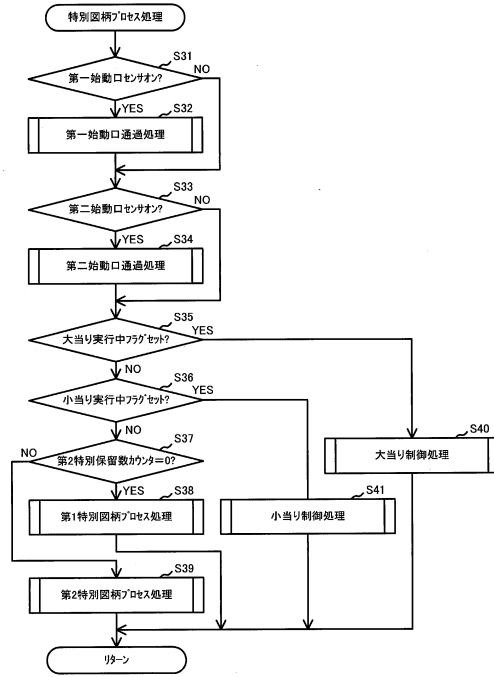 特別図柄プロセス処理
S31
第一始動口センサオン?
NO
YES
S32
第一始動口通過処理
S33
第二始動口センサオン?
NO
YES
S34
第二始動口通過処理
S35
大当り実行中フラグセット?
YES
NO
S36
小当り実行中フラグセット?
YES
NO
S37
NO
第2特別保留数カウンタ=0?
S40
大当り制御処理
YES
S38
第1特別図柄プロセス処理
S41
小当り制御処理
S39
第2特別図柄プロセス処理
リターン